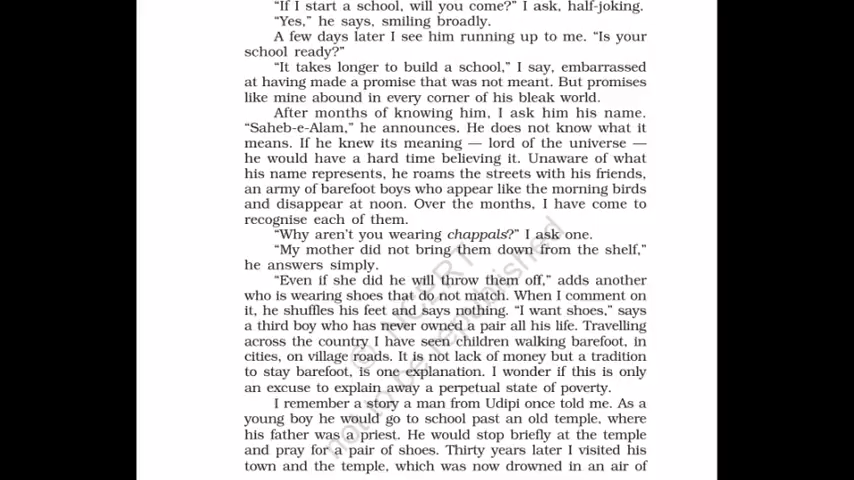 "If I start a school, will you come?" I ask, half-joking.
"Yes," he says, smiling broadly.
A few days later I see him running up to me. "Is your
school ready?"
"It takes longer to build a school," I say, embarrassed
at having made a promise that was not meant. But promises
like mine abound in every corner of his bleak world.
After months of knowing him, I ask him his name.
"Saheb-e-Alam," he announces. He does not know what it
means. If he knew its meaning — lord of the universe —
he would have a hard time believing it. Unaware of what
his name represents, he roams the streets with his friends,
an army of barefoot boys who appear like the morning birds
and disappear at noon. Over the months, I have come to
recognise each of them.
"Why aren't you wearing chappals?" I ask one.
"My mother did not bring them down from the shelf,"
he answers simply.
"Even if she did he will throw them off," adds another
who is wearing shoes that do not match. When I comment on
it, he shuffles his feet and says nothing. "I want shoes," says
a third boy who has never owned a pair all his life. Travelling
across the country I have seen children walking barefoot, in
cities, on village roads. It is not lack of money but a tradition
to stay barefoot, is one explanation. I wonder if this is only
an excuse to explain away a perpetual state of poverty.
I remember a story a man from Udipi once told me. As a
young boy he would go to school past an old temple, where
his father was a priest. He would stop briefly at the temple
and pray for a pair of shoes. Thirty years later I visited his
town and the temple, which was now drowned in an air of
© NCERT
not to be republished